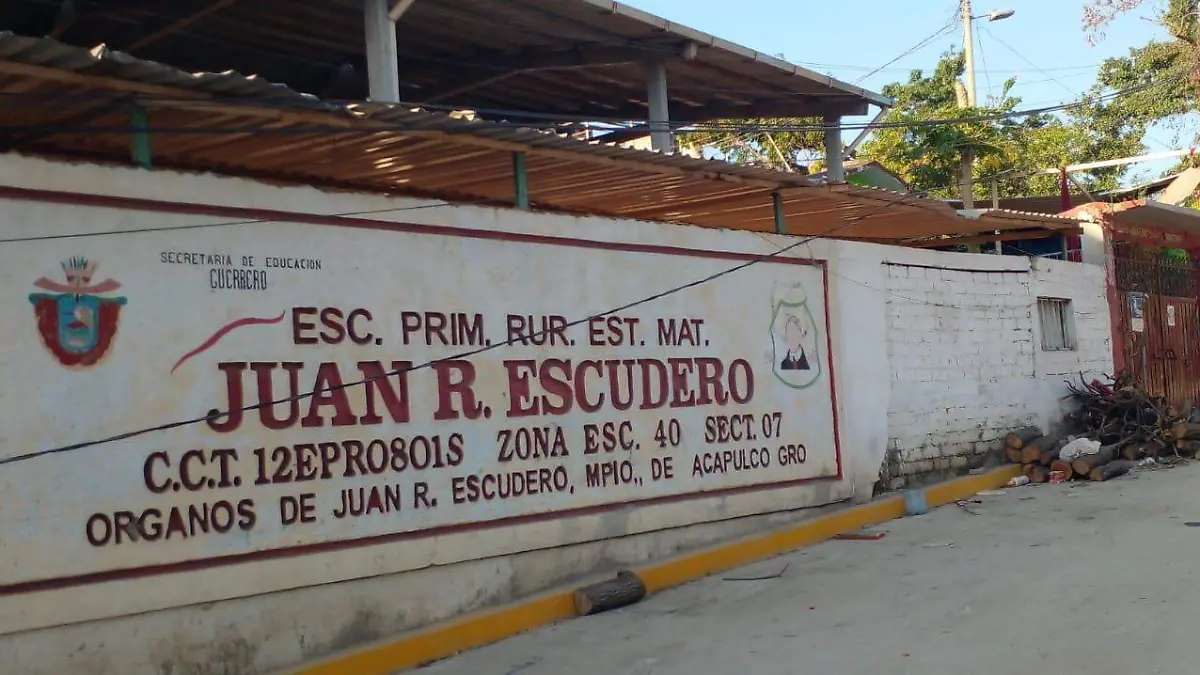 SECRETARIA DE EDUCACION
GUERRERO
ESC. PRIM. RUR. EST. MAT.
JUAN R. ESCUDERO
C.C.T. 12EPR0801S ZONA ESC. 40 SECT. 07
ORGANOS DE JUAN R. ESCUDERO, MPIO., DE ACAPULCO GRO